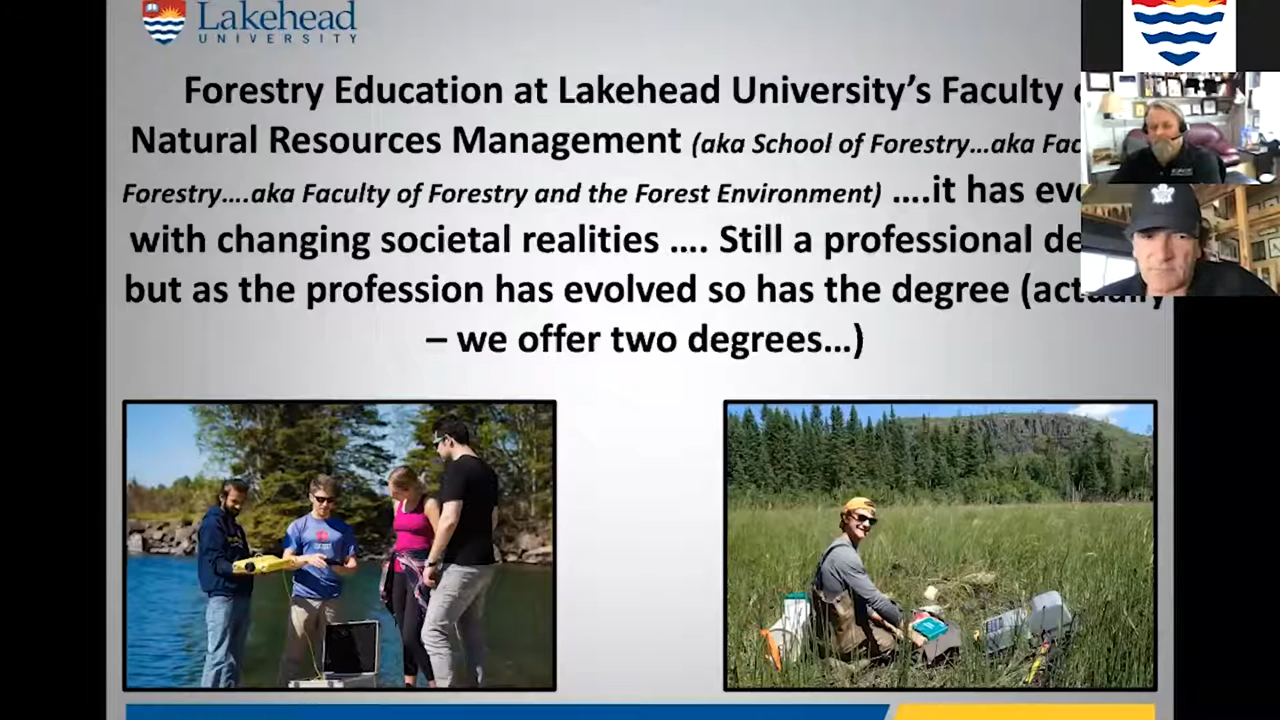 Lakehead
UNIVERSITY
Forestry Education at Lakehead University’s Faculty
Natural Resources Management (aka School of Forestry...aka
Forestry....aka Faculty of Forestry and the Forest Environment) ....it has
with changing societal realities .... Still a professional
but as the profession has evolved so has the degree (actually
– we offer two degrees...)